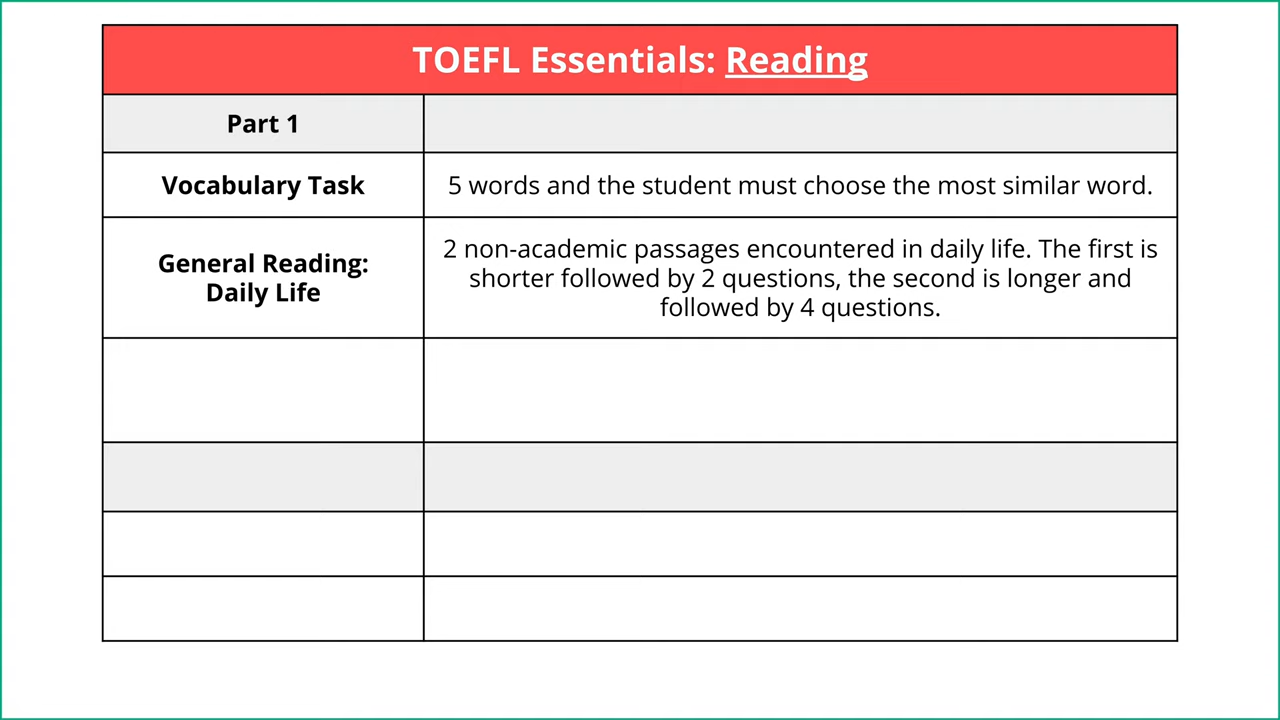 TOEFL Essentials: Reading
Part 1
Vocabulary Task
5 words and the student must choose the most similar word.
General Reading:
Daily Life
2 non-academic passages encountered in daily life. The first is
shorter followed by 2 questions, the second is longer and
followed by 4 questions.